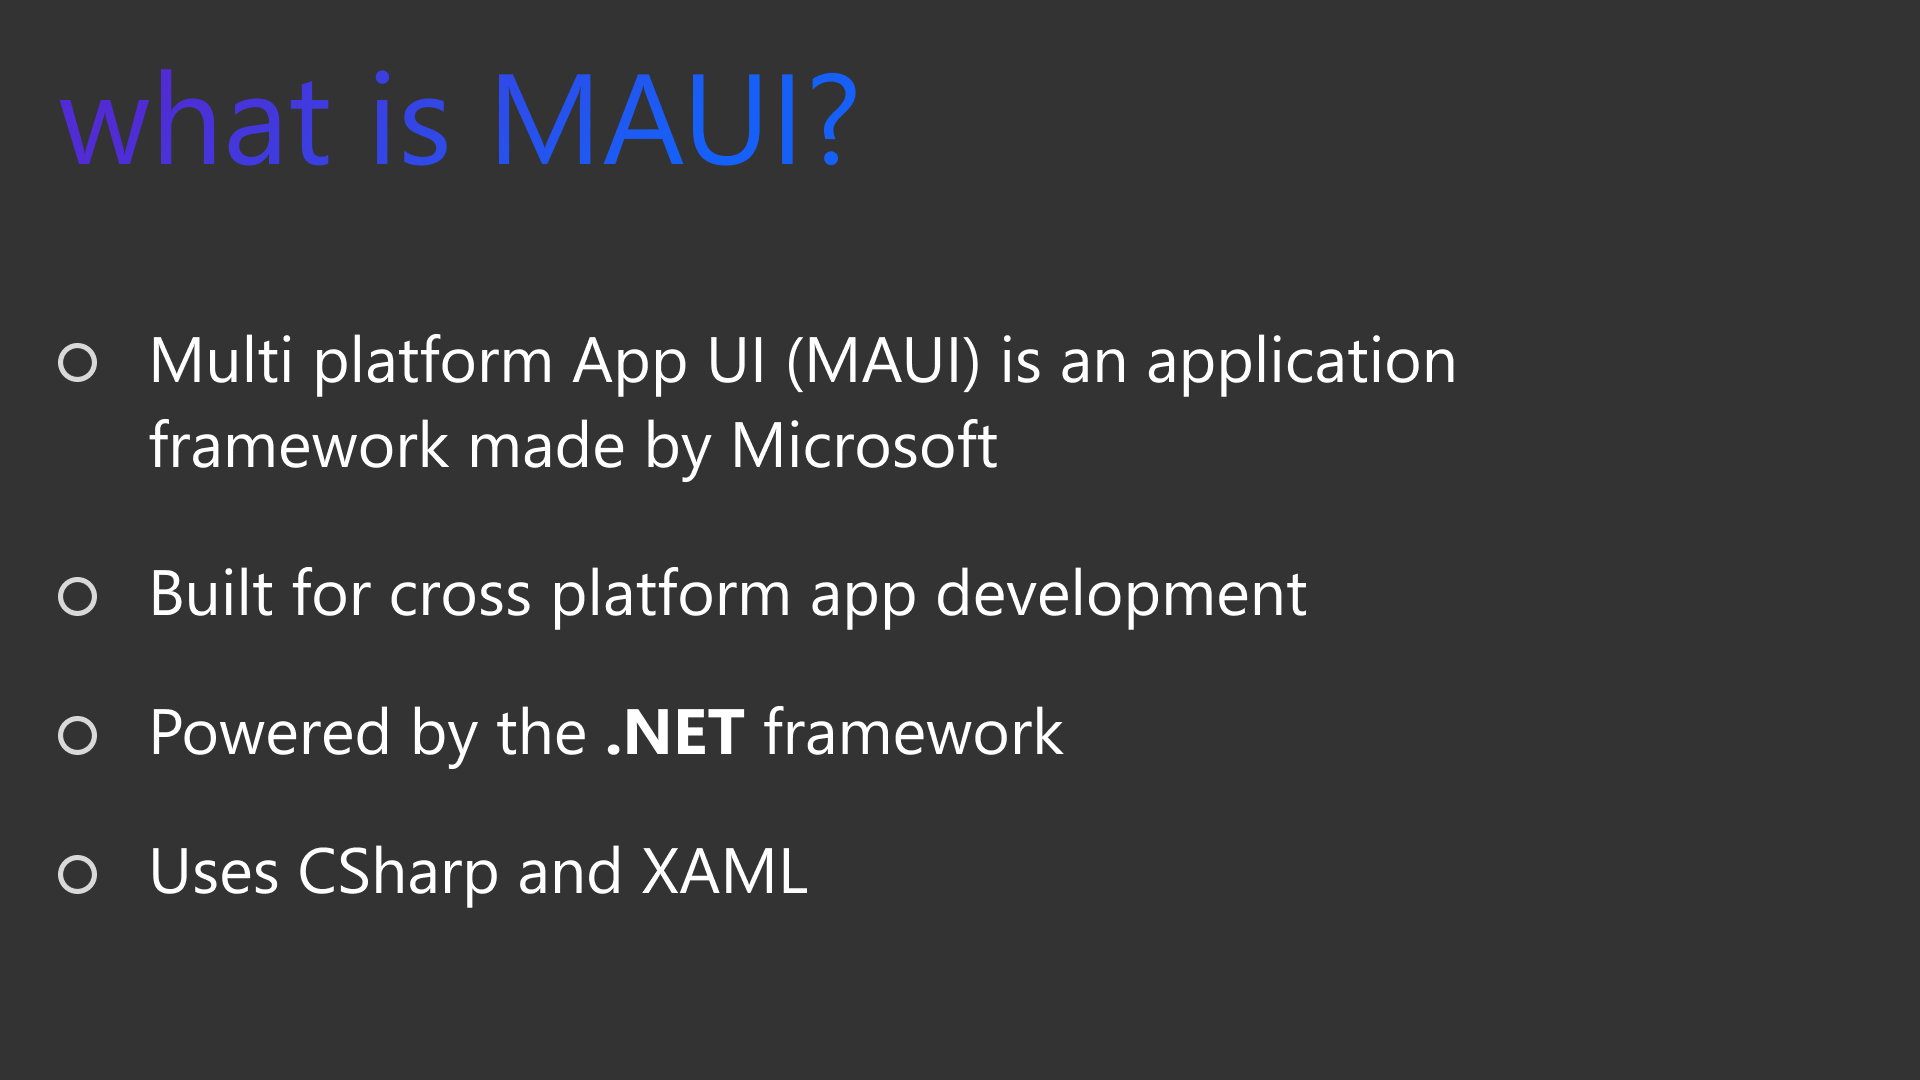 what is MAUI?
Multi platform App UI (MAUI) is an application
framework made by Microsoft
Built for cross platform app development
Powered by the .NET framework
Uses CSharp and XAML